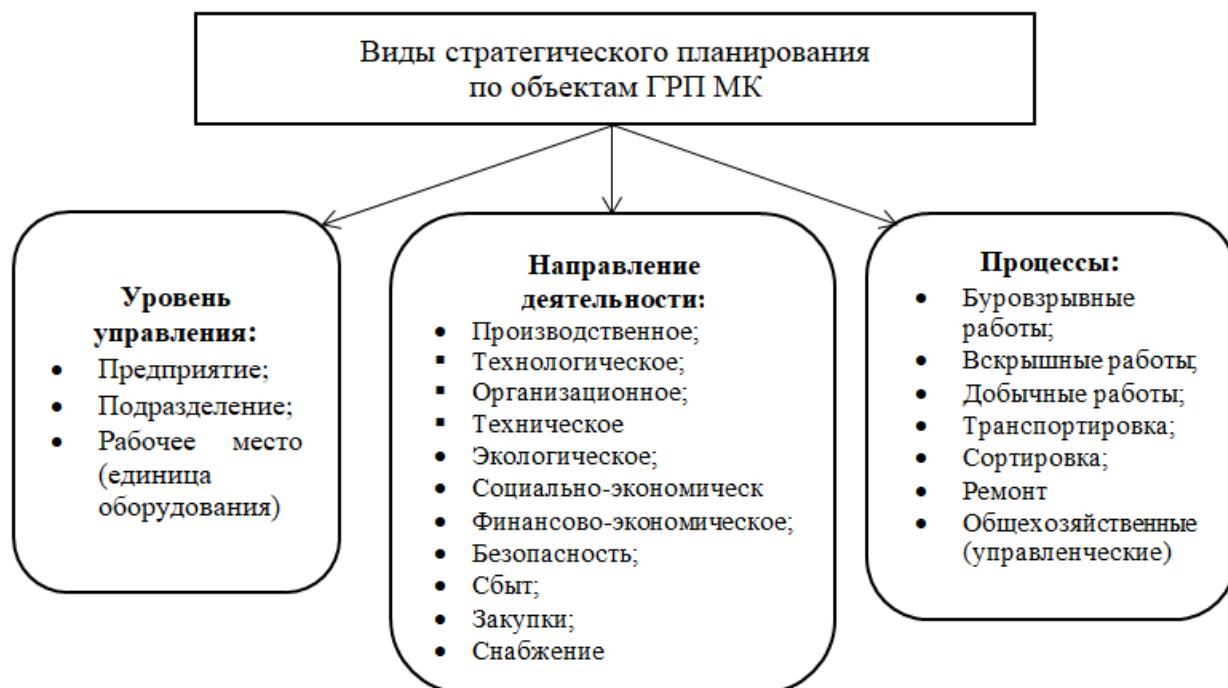 Виды стратегического планирования
по объектам ГРП МК
Уровень
управления:
• Предприятие;
• Подразделение;
• Рабочее место
(единица
оборудования)
Направление
деятельности:
• Производственное;
▪ Технологическое;
▪ Организационное;
▪ Техническое
• Экологическое;
• Социально-экономическ
• Финансово-экономическое;
• Безопасность;
• Сбыт;
• Закупки;
• Снабжение
Процессы:
• Буровзрывные
работы;
• Вскрышные работы;
• Добычные работы;
• Транспортировка;
• Сортировка;
• Ремонт
• Общехозяйственные
(управленческие)